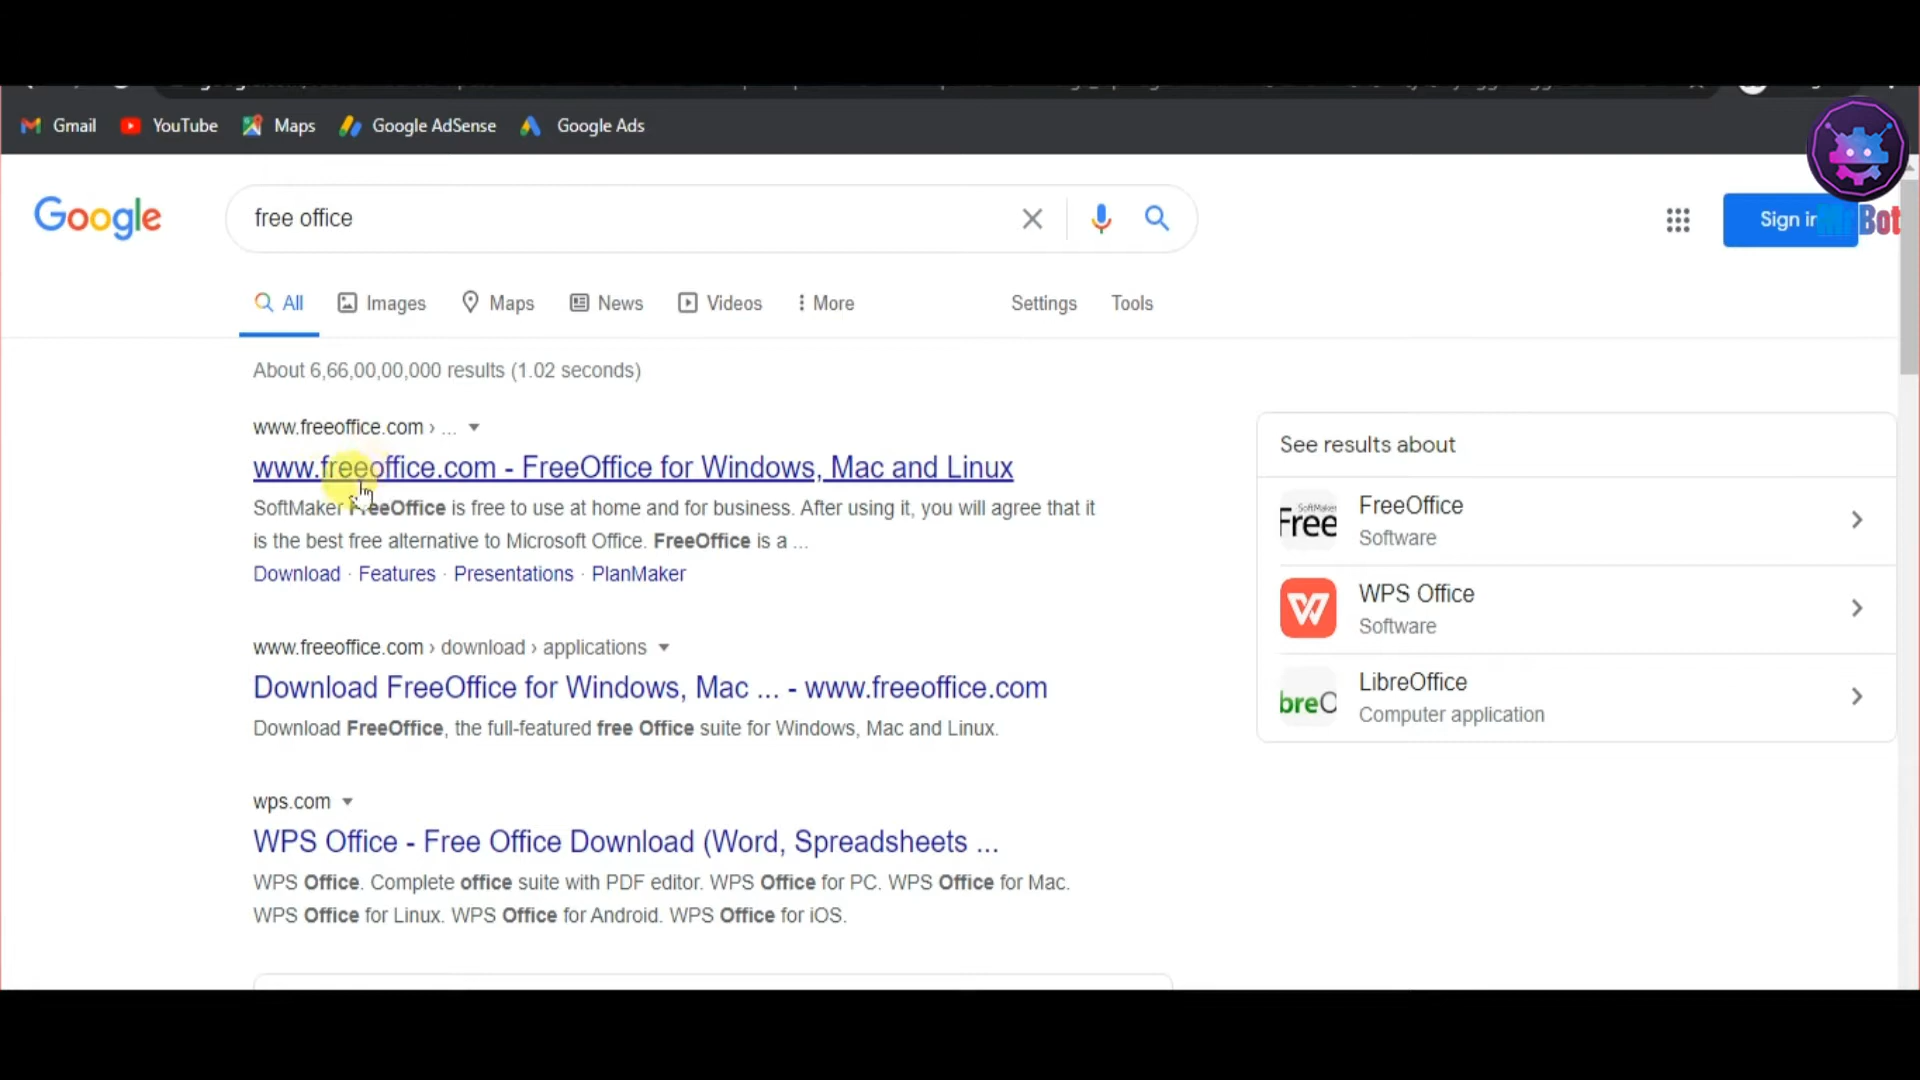 Gmail YouTube Maps Google AdSense Google Ads
Google free office Sign in Mr Bot
All Images Maps News Videos More Settings Tools
About 6,66,00,00,000 results (1.02 seconds)
www.freeoffice.com › ...
www.freeoffice.com - FreeOffice for Windows, Mac and Linux
SoftMaker FreeOffice is free to use at home and for business. After using it, you will agree that it
is the best free alternative to Microsoft Office. FreeOffice is a ...
Download · Features · Presentations · PlanMaker
www.freeoffice.com › download › applications
Download FreeOffice for Windows, Mac ... - www.freeoffice.com
Download FreeOffice, the full-featured free Office suite for Windows, Mac and Linux.
wps.com
WPS Office - Free Office Download (Word, Spreadsheets ...
WPS Office. Complete office suite with PDF editor. WPS Office for PC. WPS Office for Mac.
WPS Office for Linux. WPS Office for Android. WPS Office for iOS.
See results about
SoftMaker
Free
FreeOffice
Software
WPS Office
Software
breO
LibreOffice
Computer application